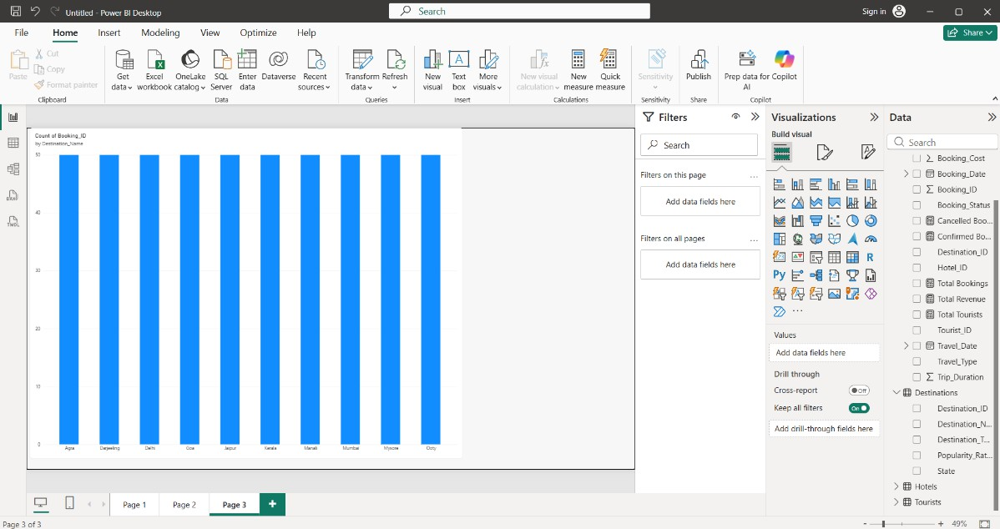 Untitled - Power BI Desktop
Search
Sign in
File Home Insert Modeling View Optimize Help
Share
Paste
Cut
Copy
Format painter
Clipboard
Get data
Excel workbook
OneLake catalog
SQL Server
Enter data
Dataverse
Recent sources
Data
Transform data
Refresh
Queries
New visual
Text box
More visuals
Insert
New visual calculation
New measure
Quick measure
Calculations
Sensitivity
Sensitivity
Publish
Share
Prep data for AI
Copilot
Copilot
Count of Booking_ID
by Destination_Name
50
40
30
20
10
0
Agra Darjeeling Delhi Goa Jaipur Kerala Manali Mumbai Mysore Ooty
Filters
Search
Filters on this page
...
Add data fields here
Filters on all pages
...
Add data fields here
Visualizations
Build visual
R
Py
...
Values
Add data fields here
Drill through
Cross-report
Off
Keep all filters
On
Add drill-through fields here
Data
Search
Booking_Cost
Booking_Date
Booking_ID
Booking_Status
Cancelled Boo...
Confirmed Bo...
Destination_ID
Hotel_ID
Total Bookings
Total Revenue
Total Tourists
Tourist_ID
Travel_Date
Travel_Type
Trip_Duration
Destinations
Destination_ID
Destination_N...
Destination_T...
Popularity_Rat...
State
Hotels
Tourists
Page 1
Page 2
Page 3
+
Page 3 of 3
- + 49%